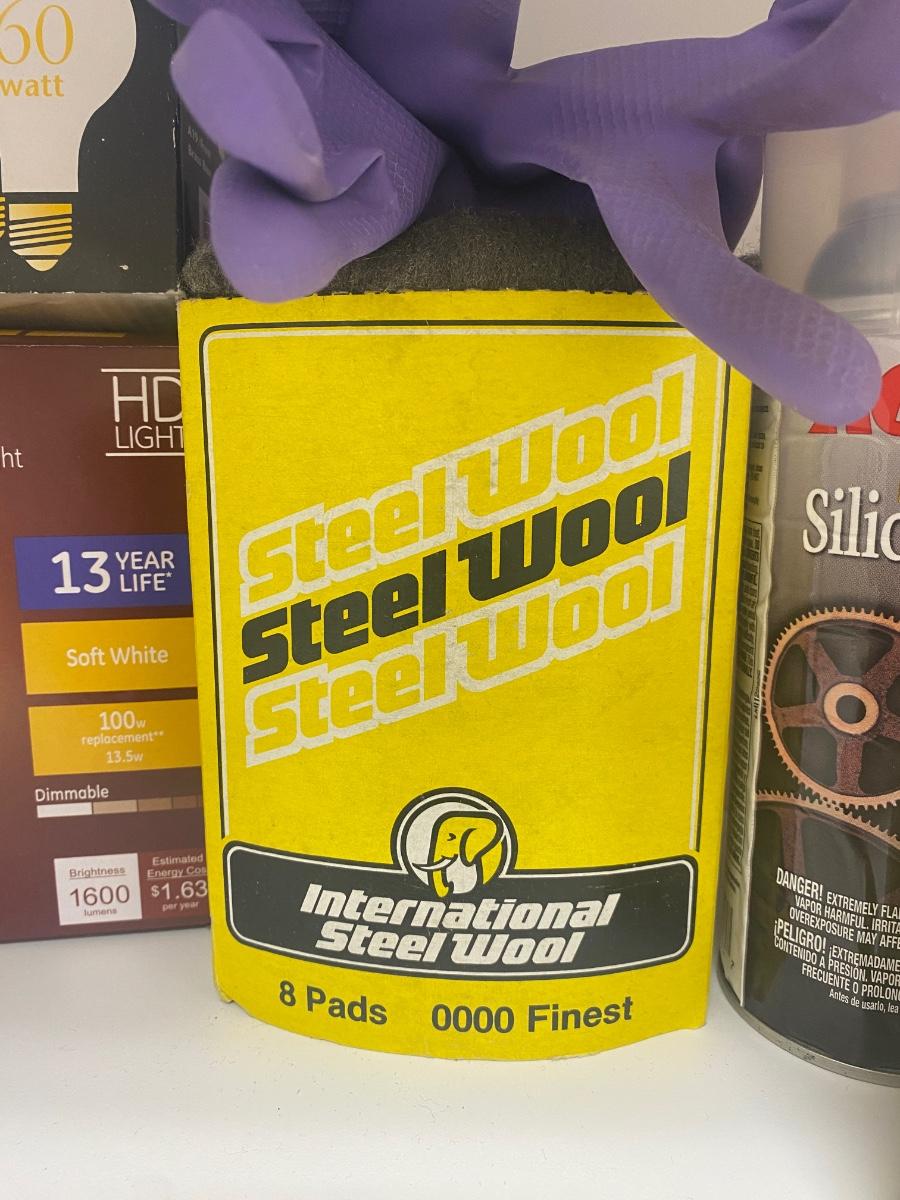 60
watt
HD
LIGHT
ht
13 YEAR
LIFE*
Soft White
100w
replacement**
13.5w
Dimmable
Brightness
1600
lumens
Estimated
Energy Cos
$1.63
per year
Steel Wool
Steel Wool
Steel Wool
International
Steel Wool
8 Pads 0000 Finest
Silic
DANGER! EXTREMELY FLA
VAPOR HARMFUL. IRRITA
OVEREXPOSURE MAY AFFE
¡PELIGRO! ¡EXTREMADAME
CONTENIDO A PRESIÓN. VAPOR
FRECUENTE O PROLONG
Antes de usarlo, lea